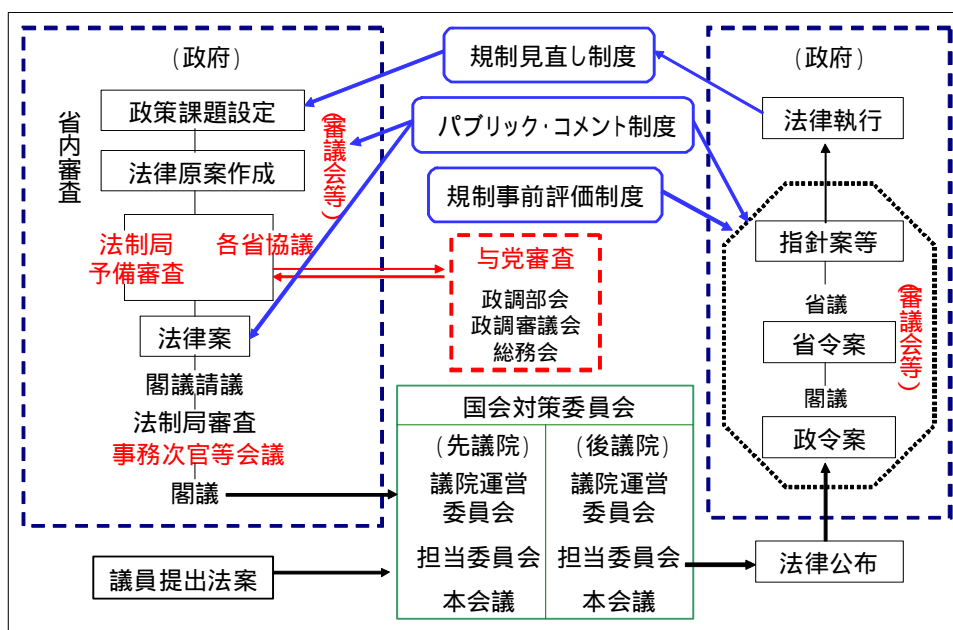 (政府)
省内審査
政策課題設定
法律原案作成
(審議会等)
法制局
予備審査
各省協議
法律案
閣議請議
法制局審査
事務次官等会議
閣議
議員提出法案
規制見直し制度
パブリック・コメント制度
規制事前評価制度
与党審査
政調部会
政調審議会
総務会
国会対策委員会
(先議院)
議院運営
委員会
担当委員会
本会議
(後議院)
議院運営
委員会
担当委員会
本会議
(政府)
法律執行
指針案等
省議
省令案
閣議
政令案
(審議会等)
法律公布